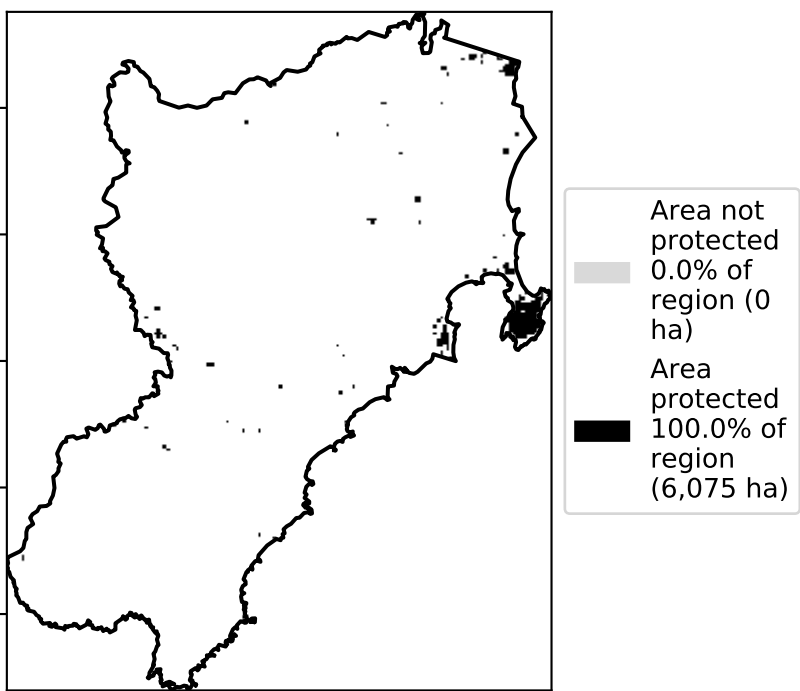 Area not
protected
0.0% of
region (0
ha)
Area
protected
100.0% of
region
(6,075 ha)